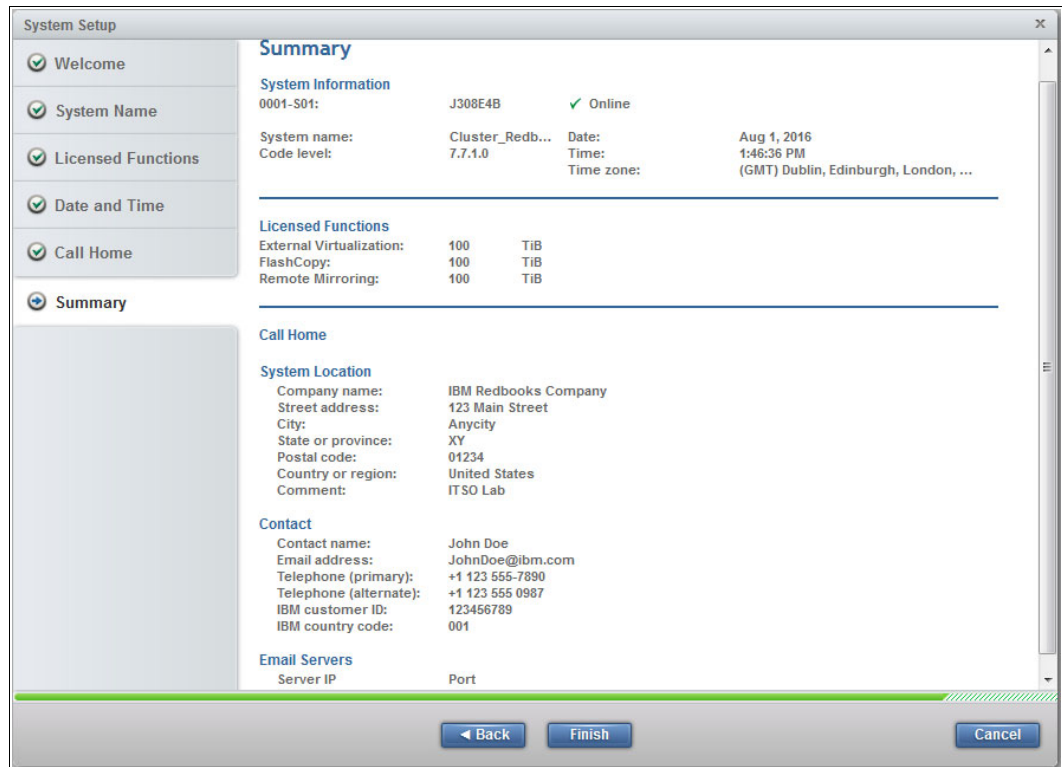 System Setup x
Welcome
System Name
Licensed Functions
Date and Time
Call Home
Summary
Summary
System Information
0001-S01: J308E4B Online
System name: Cluster_Redb... Date: Aug 1, 2016
Code level: 7.7.1.0 Time: 1:46:36 PM
Time zone: (GMT) Dublin, Edinburgh, London, ...
Licensed Functions
External Virtualization: 100 TiB
FlashCopy: 100 TiB
Remote Mirroring: 100 TiB
Call Home
System Location
Company name: IBM Redbooks Company
Street address: 123 Main Street
City: Anycity
State or province: XY
Postal code: 01234
Country or region: United States
Comment: ITSO Lab
Contact
Contact name: John Doe
Email address: JohnDoe@ibm.com
Telephone (primary): +1 123 555-7890
Telephone (alternate): +1 123 555 0987
IBM customer ID: 123456789
IBM country code: 001
Email Servers
Server IP Port
Back Finish Cancel